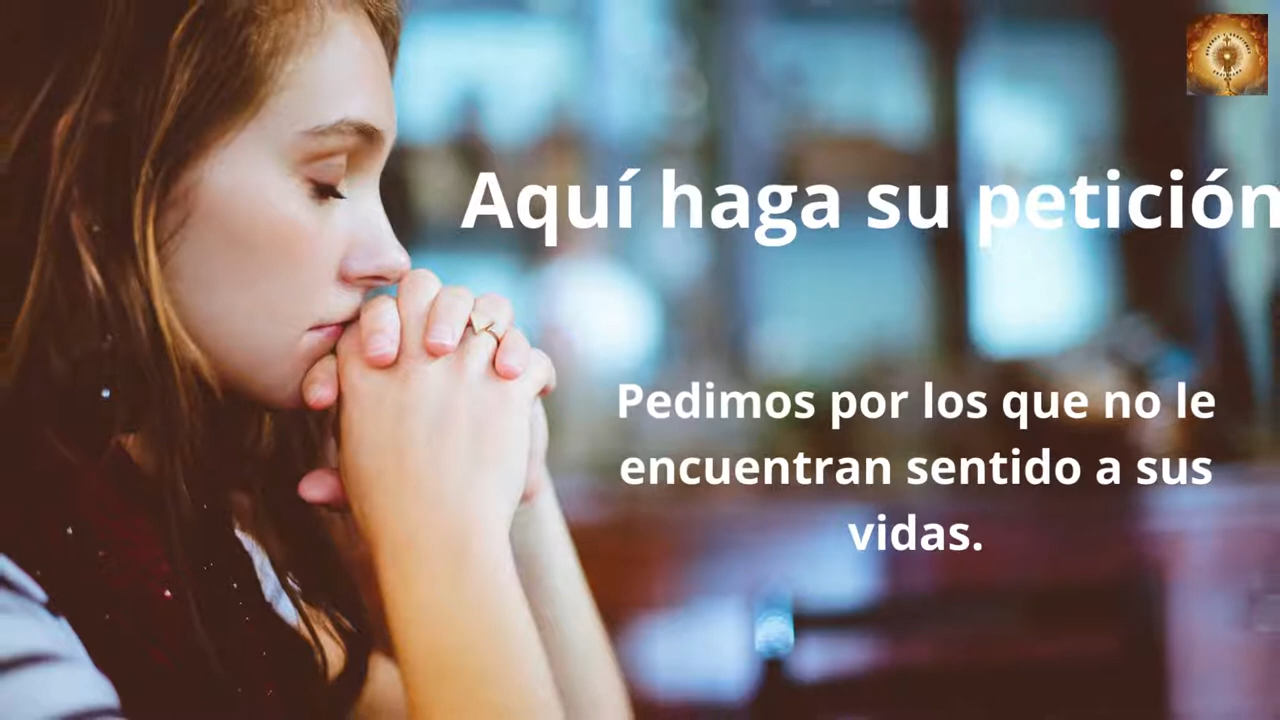 Aquí haga su petición
Pedimos por los que no le
encuentran sentido a sus
vidas.